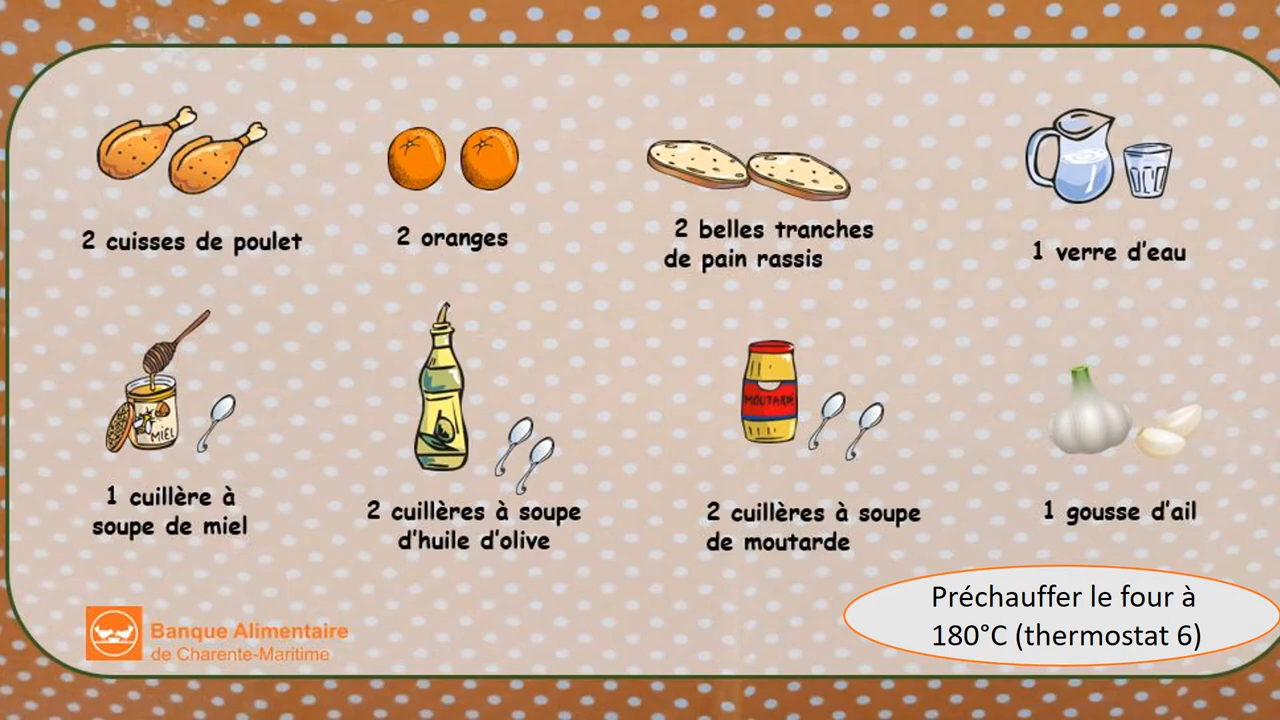 2 cuisses de poulet
2 oranges
2 belles tranches
de pain rassis
1 verre d'eau
MIEL
MOUTARDE
1 cuillère à
soupe de miel
2 cuillères à soupe
d'huile d'olive
2 cuillères à soupe
de moutarde
1 gousse d'ail
Préchauffer le four à
180°C (thermostat 6)
Banque Alimentaire
de Charente-Maritime